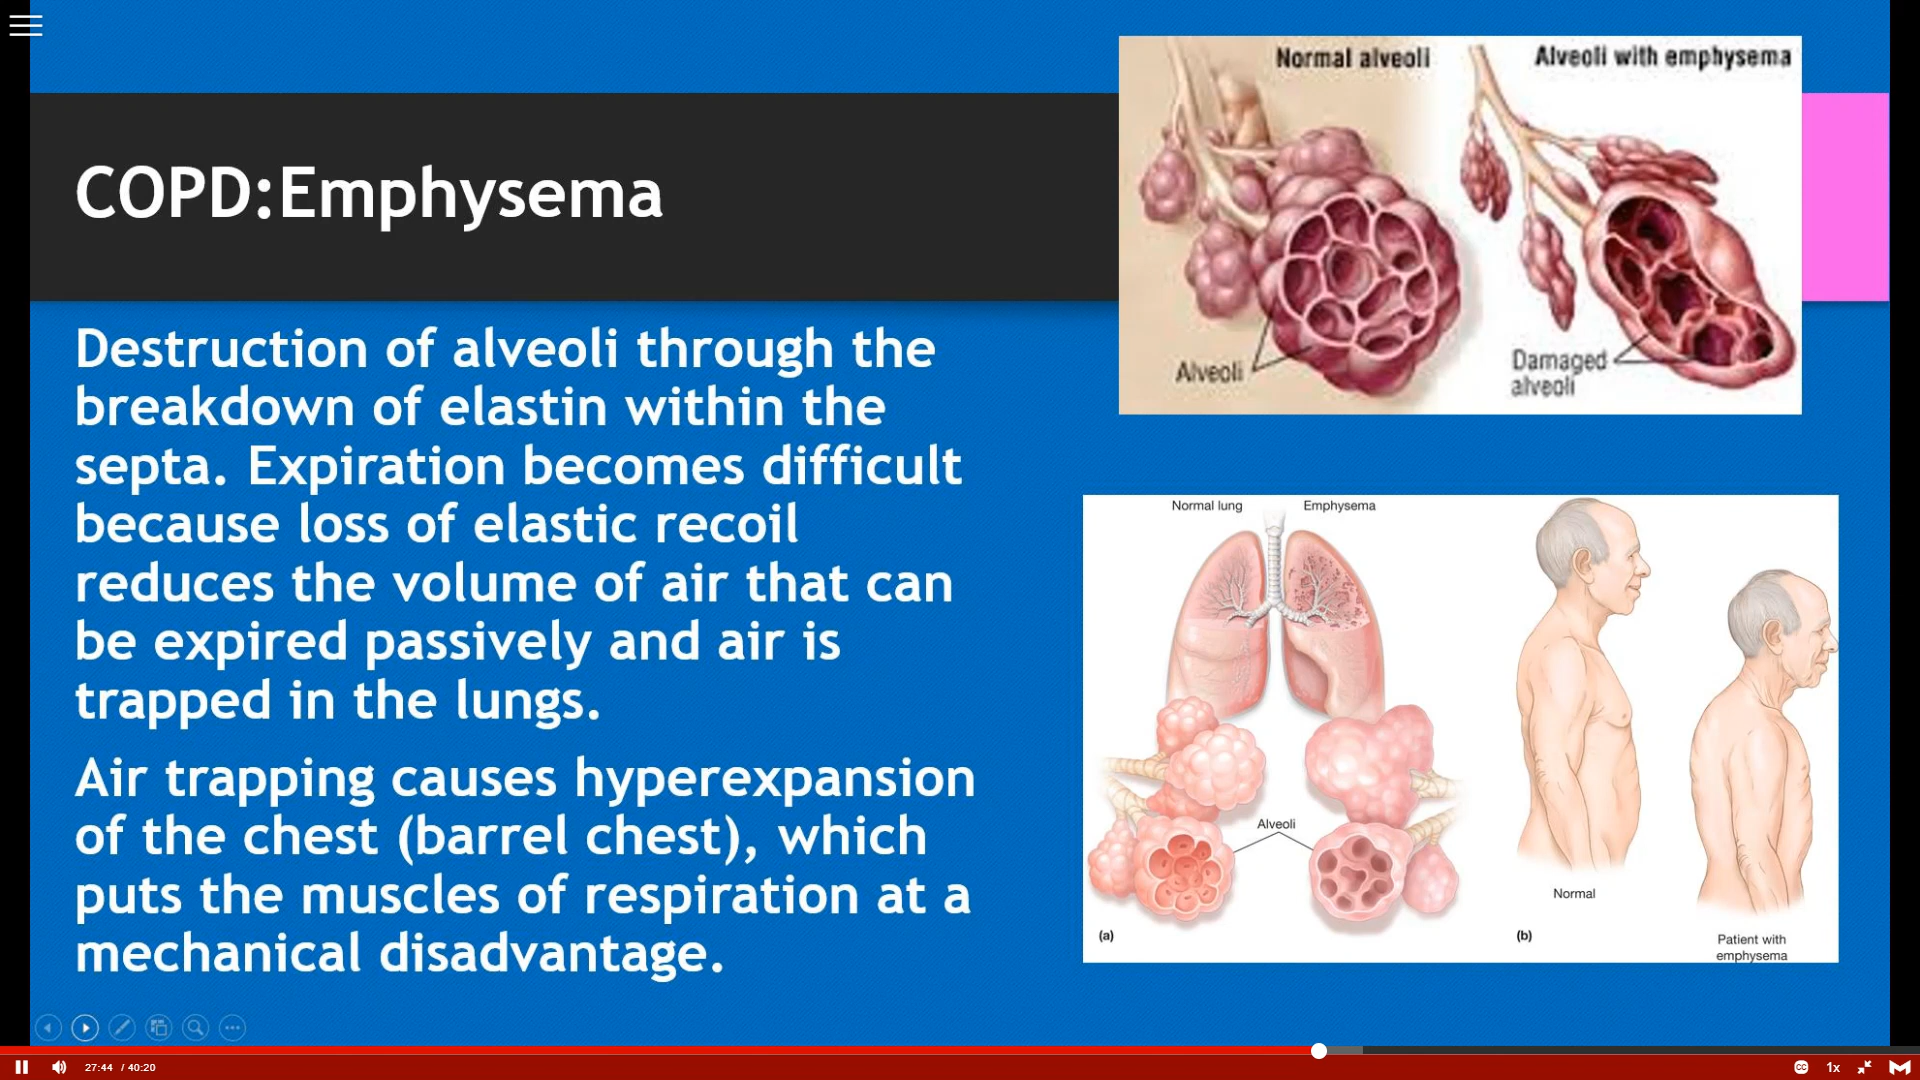 COPD:Emphysema
Destruction of alveoli through the
breakdown of elastin within the
septa. Expiration becomes difficult
because loss of elastic recoil
reduces the volume of air that can
be expired passively and air is
trapped in the lungs.
Air trapping causes hyperexpansion
of the chest (barrel chest), which
puts the muscles of respiration at a
mechanical disadvantage.
Normal alveoli
Alveoli with emphysema
Alveoli
Damaged
alveoli
Normal lung
Emphysema
Alveoli
Normal
(a)
(b)
Patient with
emphysema
27:44 / 40:20
CC
1x